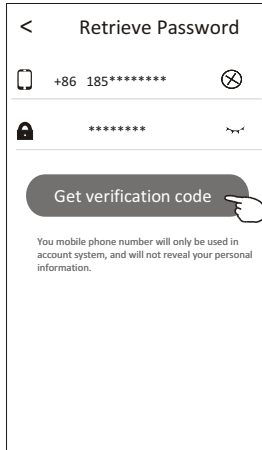 < Retrieve Password
+86 185********
********
Get verification code
You mobile phone number will only be used in
account system, and will not reveal your personal
information.